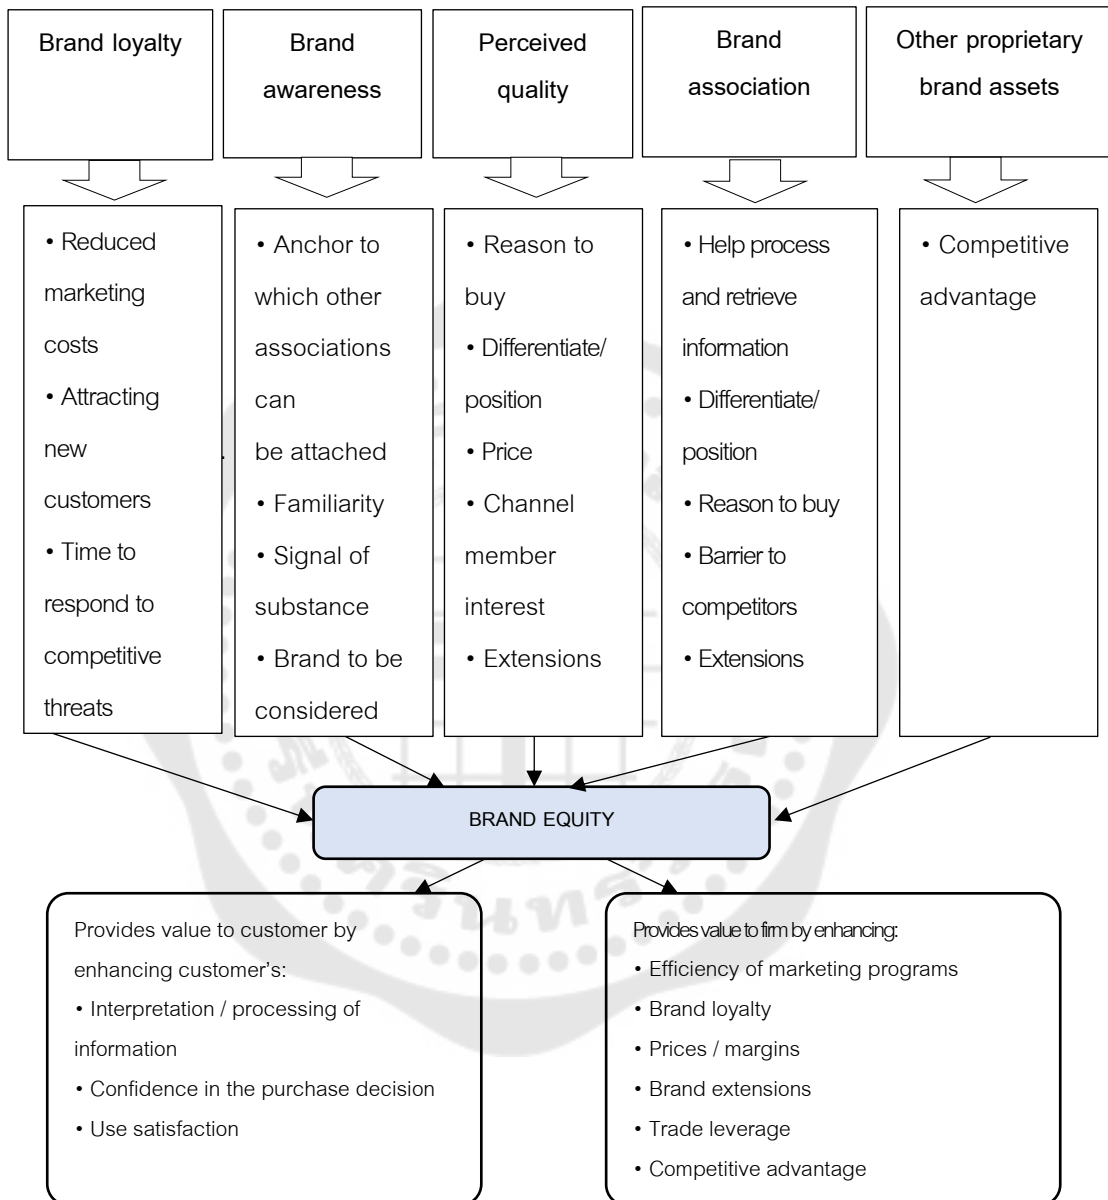 Brand loyalty
Brand
awareness
Perceived
quality
Brand
association
Other proprietary
brand assets
• Reduced
marketing
costs
• Attracting
new
customers
• Time to
respond to
competitive
threats
• Anchor to
which other
associations
can
be attached
• Familiarity
• Signal of
substance
• Brand to be
considered
• Reason to
buy
• Differentiate/
position
• Price
• Channel
member
interest
• Extensions
• Help process
and retrieve
information
• Differentiate/
position
• Reason to buy
• Barrier to
competitors
• Extensions
• Competitive
advantage
BRAND EQUITY
Provides value to customer by
enhancing customer’s:
• Interpretation / processing of
information
• Confidence in the purchase decision
• Use satisfaction
Provides value to firm by enhancing:
• Efficiency of marketing programs
• Brand loyalty
• Prices / margins
• Brand extensions
• Trade leverage
• Competitive advantage